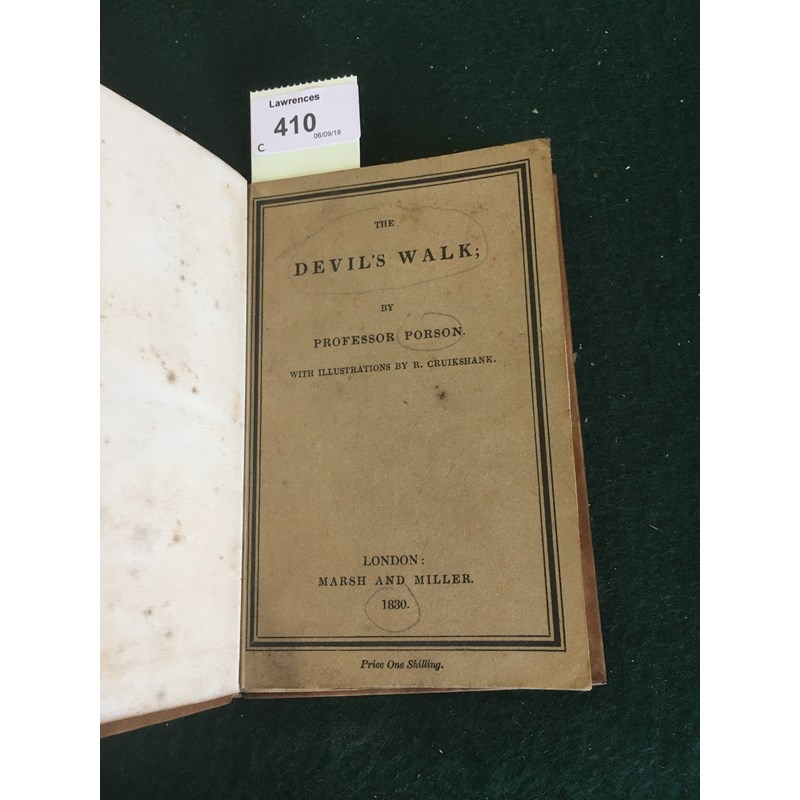 Lawrences
410
06/09/19
C
THE
DEVIL'S WALK;
BY
PROFESSOR PORSON.
WITH ILLUSTRATIONS BY R. CRUIKSHANK.
LONDON:
MARSH AND MILLER.
1830.
Price One Shilling.